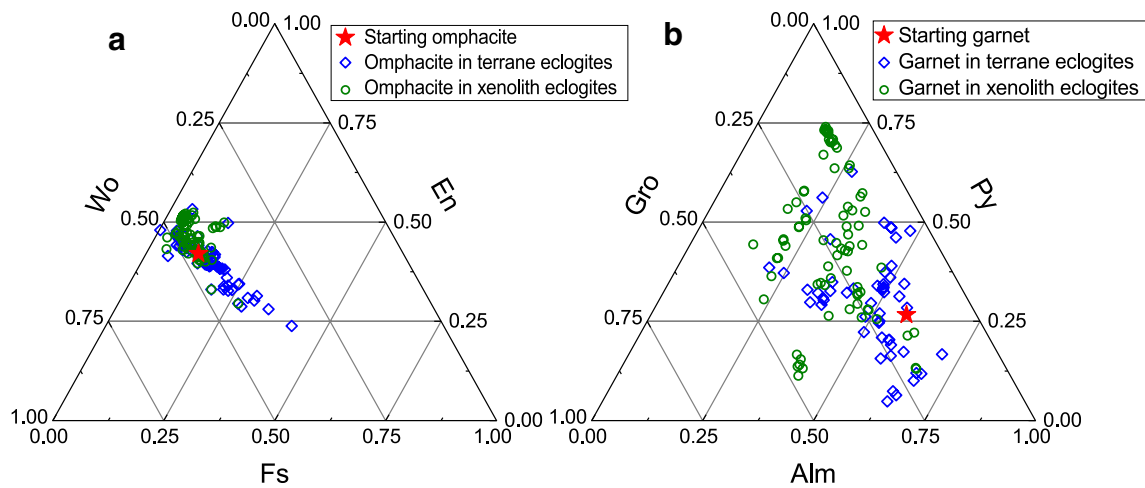 a
0.00 1.00
Starting omphacite
Omphacite in terrane eclogites
Omphacite in xenolith eclogites
0.25 0.75
Wo
En
0.50 0.50
0.75 0.25
1.00 0.00
0.00 0.25 0.50 0.75 1.00
Fs
b
0.00 1.00
Starting garnet
Garnet in terrane eclogites
Garnet in xenolith eclogites
0.25 0.75
Gro
Py
0.50 0.50
0.75 0.25
1.00 0.00
0.00 0.25 0.50 0.75 1.00
Alm